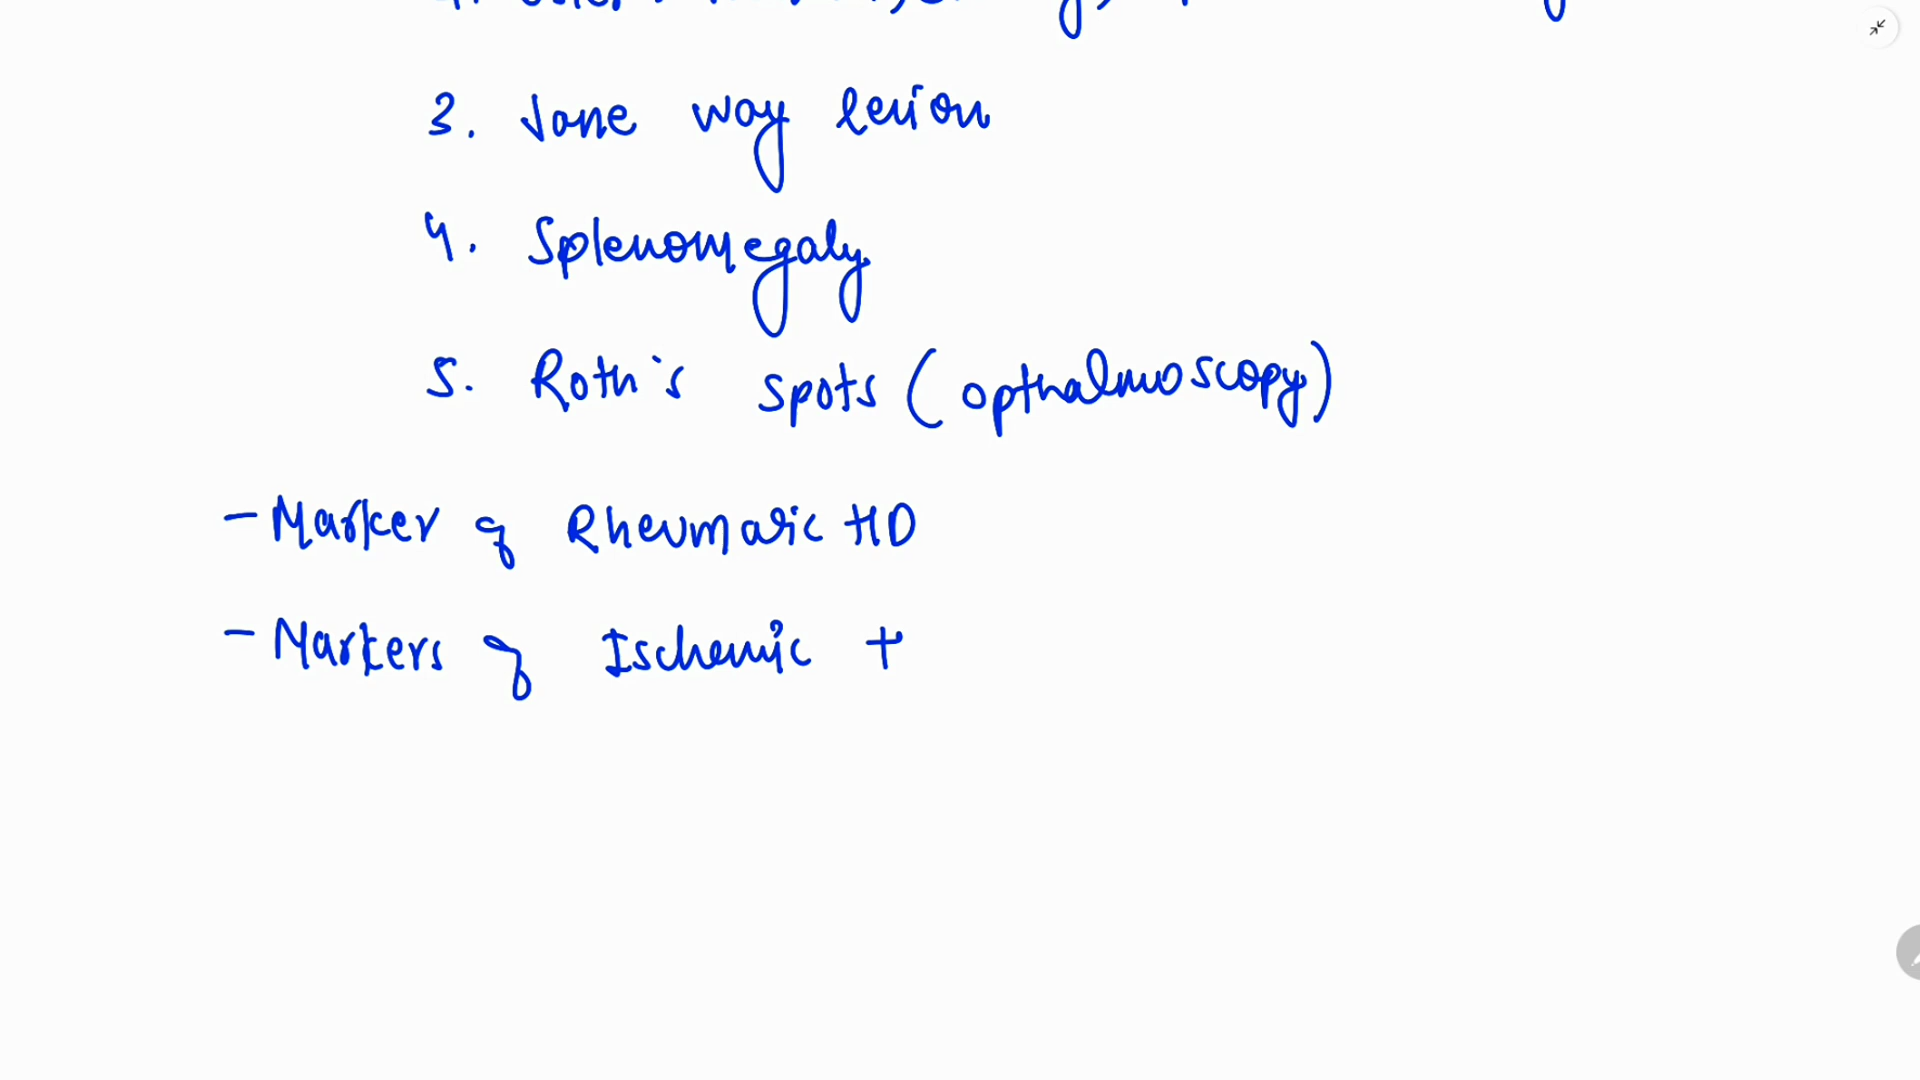 3. Jane way lesion
4. Splenomegaly
5. Roth's spots (opthalmoscopy)
- Marker of Rheumatic HD
- Markers of Ischemic +